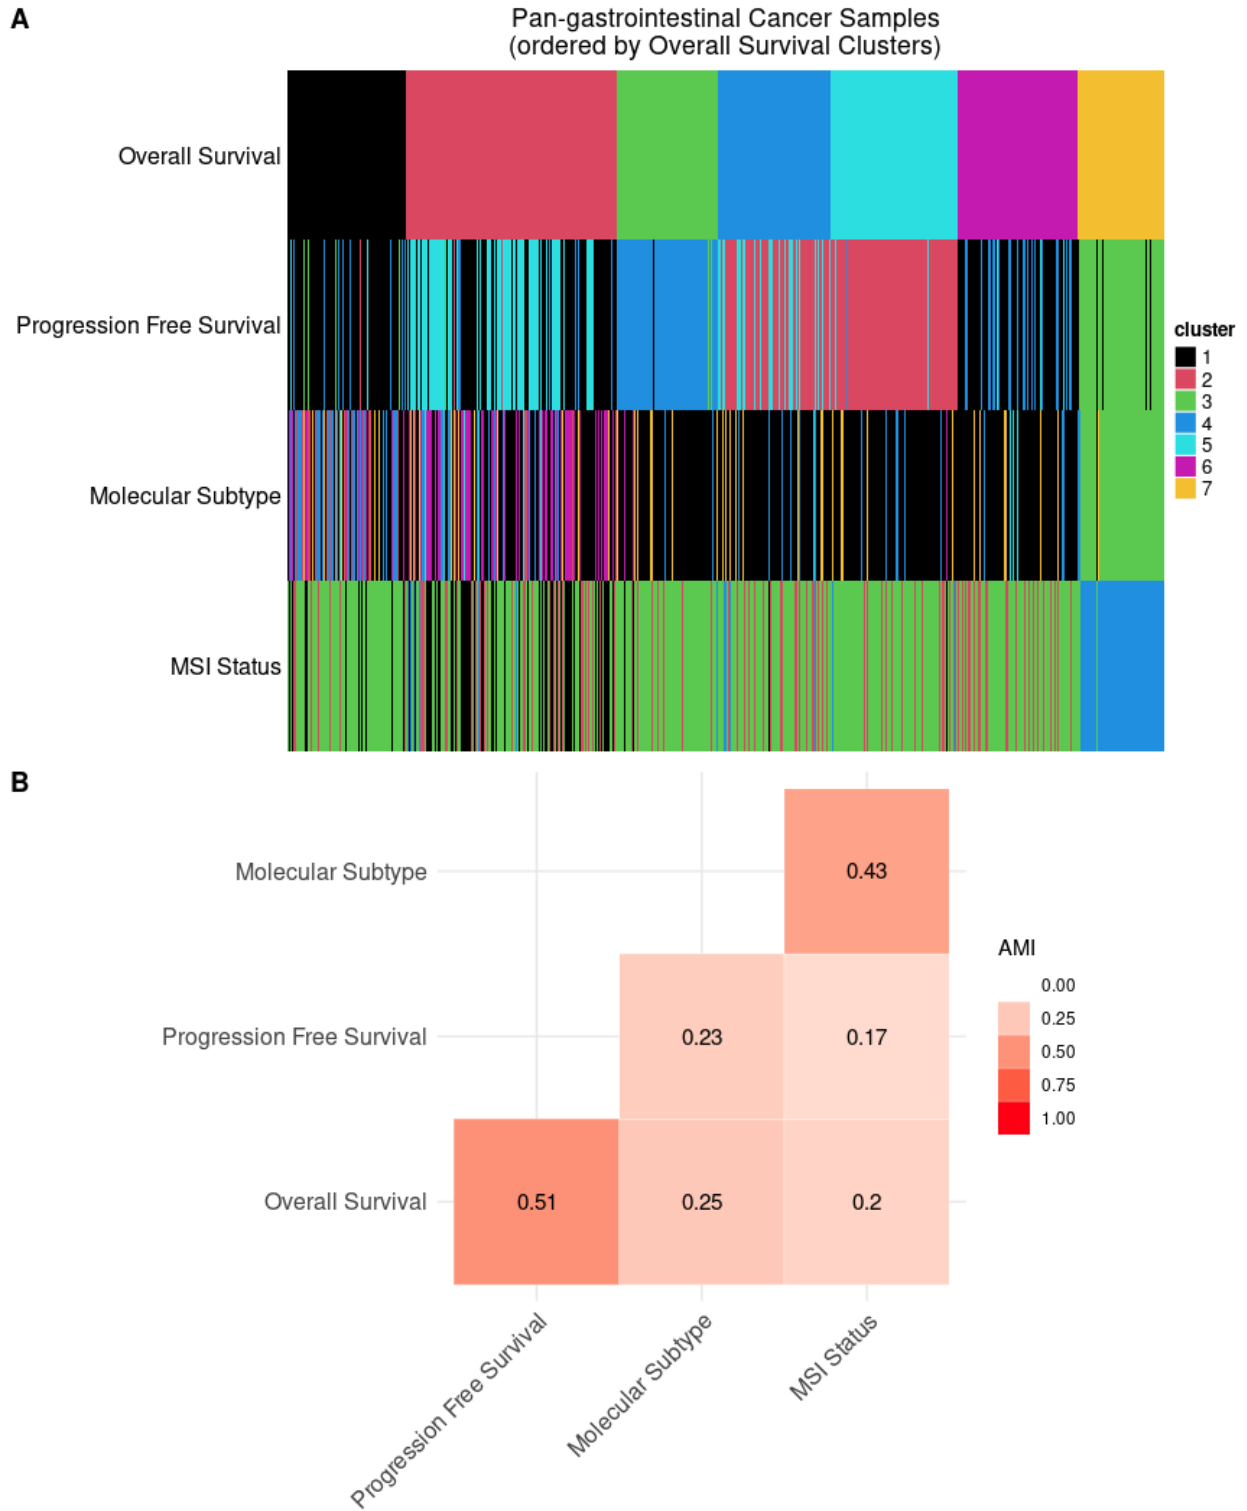 A
Pan-gastrointestinal Cancer Samples
(ordered by Overall Survival Clusters)
Overall Survival
Progression Free Survival
Molecular Subtype
MSI Status
cluster
1
2
3
4
5
6
7
B
Molecular Subtype
Progression Free Survival
Overall Survival
0.43
0.23
0.17
0.51
0.25
0.2
AMI
0.00
0.25
0.50
0.75
1.00
Progression Free Survival
Molecular Subtype
MSI Status